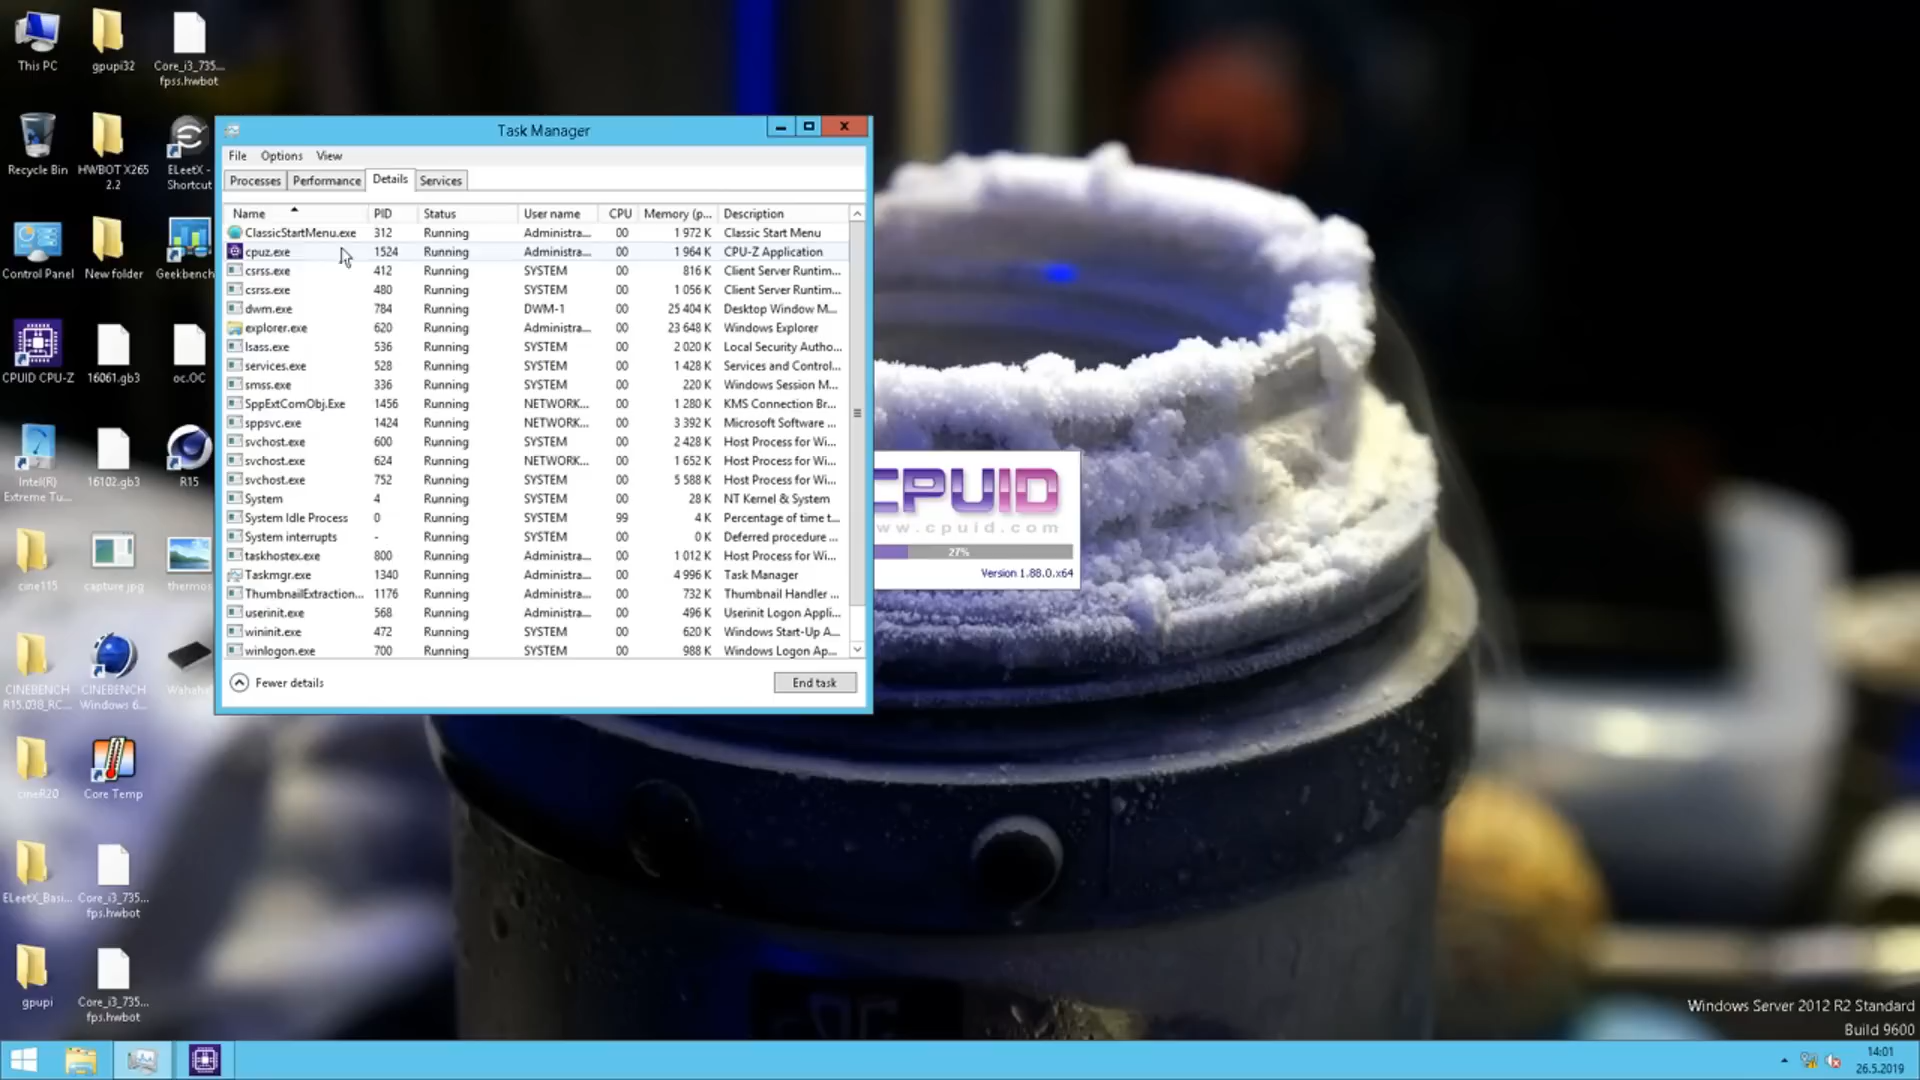 This PC
gpupi32
Core_i3_735...
fpss.hwbot
Recycle Bin
HWBOT X265
2.2
ELeetX -
Shortcut
Control Panel
New folder
Geekbench
CPUID CPU-Z
16061.gb3
oc.OC
Intel(R)
Extreme Tu...
16102.gb3
R15
cine115
capture jpg
thermos
CINEBENCH
R15.038_RC...
CINEBENCH
Windows 6...
Wahaha
cineR20
Core Temp
ELeetX_Basi...
Core_i3_735...
fps.hwbot
gpupi
Core_i3_735...
fps.hwbot
Task Manager
File Options View
Processes Performance Details Services
Name PID Status User name CPU Memory (p... Description
ClassicStartMenu.exe 312 Running Administra... 00 1 972 K Classic Start Menu
cpuz.exe 1524 Running Administra... 00 1 964 K CPU-Z Application
csrss.exe 412 Running SYSTEM 00 816 K Client Server Runtim...
csrss.exe 480 Running SYSTEM 00 1 056 K Client Server Runtim...
dwm.exe 784 Running DWM-1 00 25 404 K Desktop Window M...
explorer.exe 620 Running Administra... 00 23 648 K Windows Explorer
lsass.exe 536 Running SYSTEM 00 2 020 K Local Security Autho...
services.exe 528 Running SYSTEM 00 1 428 K Services and Control...
smss.exe 336 Running SYSTEM 00 220 K Windows Session M...
SppExtComObj.Exe 1456 Running NETWORK... 00 1 280 K KMS Connection Br...
sppsvc.exe 1424 Running NETWORK... 00 3 392 K Microsoft Software ...
svchost.exe 600 Running SYSTEM 00 2 428 K Host Process for Wi...
svchost.exe 624 Running NETWORK... 00 1 652 K Host Process for Wi...
svchost.exe 752 Running SYSTEM 00 5 588 K Host Process for Wi...
System 4 Running SYSTEM 00 28 K NT Kernel & System
System Idle Process 0 Running SYSTEM 99 4 K Percentage of time t...
System interrupts - Running SYSTEM 00 0 K Deferred procedure ...
taskhostex.exe 800 Running Administra... 00 1 012 K Host Process for Wi...
Taskmgr.exe 1340 Running Administra... 00 4 996 K Task Manager
ThumbnailExtraction... 1176 Running Administra... 00 732 K Thumbnail Handler ...
userinit.exe 568 Running Administra... 00 496 K Userinit Logon Appli...
wininit.exe 472 Running SYSTEM 00 620 K Windows Start-Up A...
winlogon.exe 700 Running SYSTEM 00 988 K Windows Logon Ap...
Fewer details
End task
CPUID
www.cpuid.com
27%
Version 1.88.0.x64
Windows Server 2012 R2 Standard
Build 9600
14:01
26.5.2019